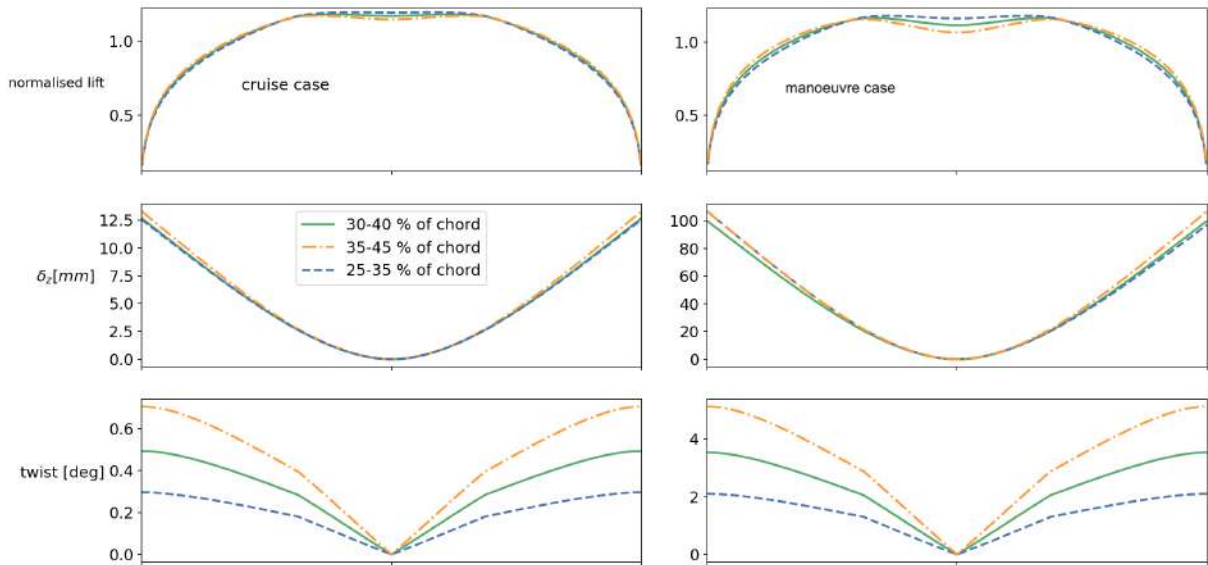 1.0
normalised lift
0.5
cruise case
1.0
0.5
manoeuvre case
12.5
10.0
7.5
δz[mm]
5.0
2.5
0.0
30-40 % of chord
35-45 % of chord
25-35 % of chord
100
80
60
40
20
0
0.6
0.4
twist [deg]
0.2
0.0
4
2
0